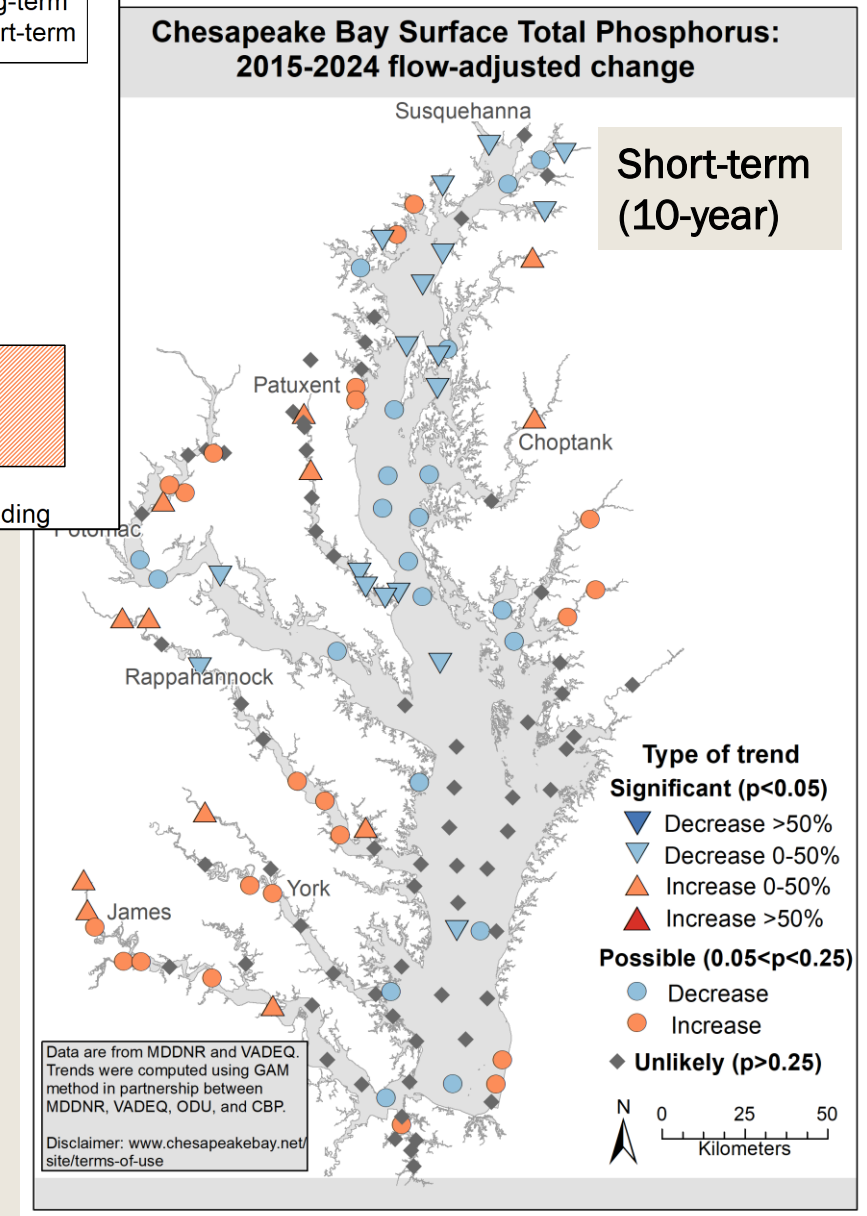 g-term
rt-term
ding
Chesapeake Bay Surface Total Phosphorus:
2015-2024 flow-adjusted change
Short-term
(10-year)
Susquehanna
Patuxent
Choptank
Potomac
Rappahannock
York
James
Type of trend
Significant (p<0.05)
Decrease >50%
Decrease 0-50%
Increase 0-50%
Increase >50%
Possible (0.05<p<0.25)
Decrease
Increase
Unlikely (p>0.25)
N
0 25 50
Kilometers
Data are from MDDNR and VADEQ.
Trends were computed using GAM
method in partnership between
MDDNR, VADEQ, ODU, and CBP.
Disclaimer: www.chesapeakebay.net/
site/terms-of-use